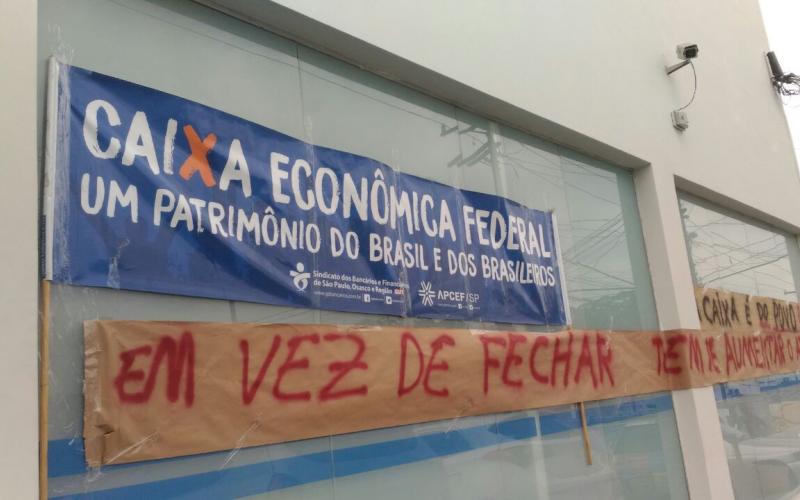 CAIXA ECONÔMICA FEDERAL
UM PATRIMÔNIO DO BRASIL E DOS BRASILEIROS
Sindicato dos Bancários e Financiários
de São Paulo, Osasco e Região
APCEF/SP
CAIXA É DO POVO
EM VEZ DE FECHAR TEM DE AUMENTAR O